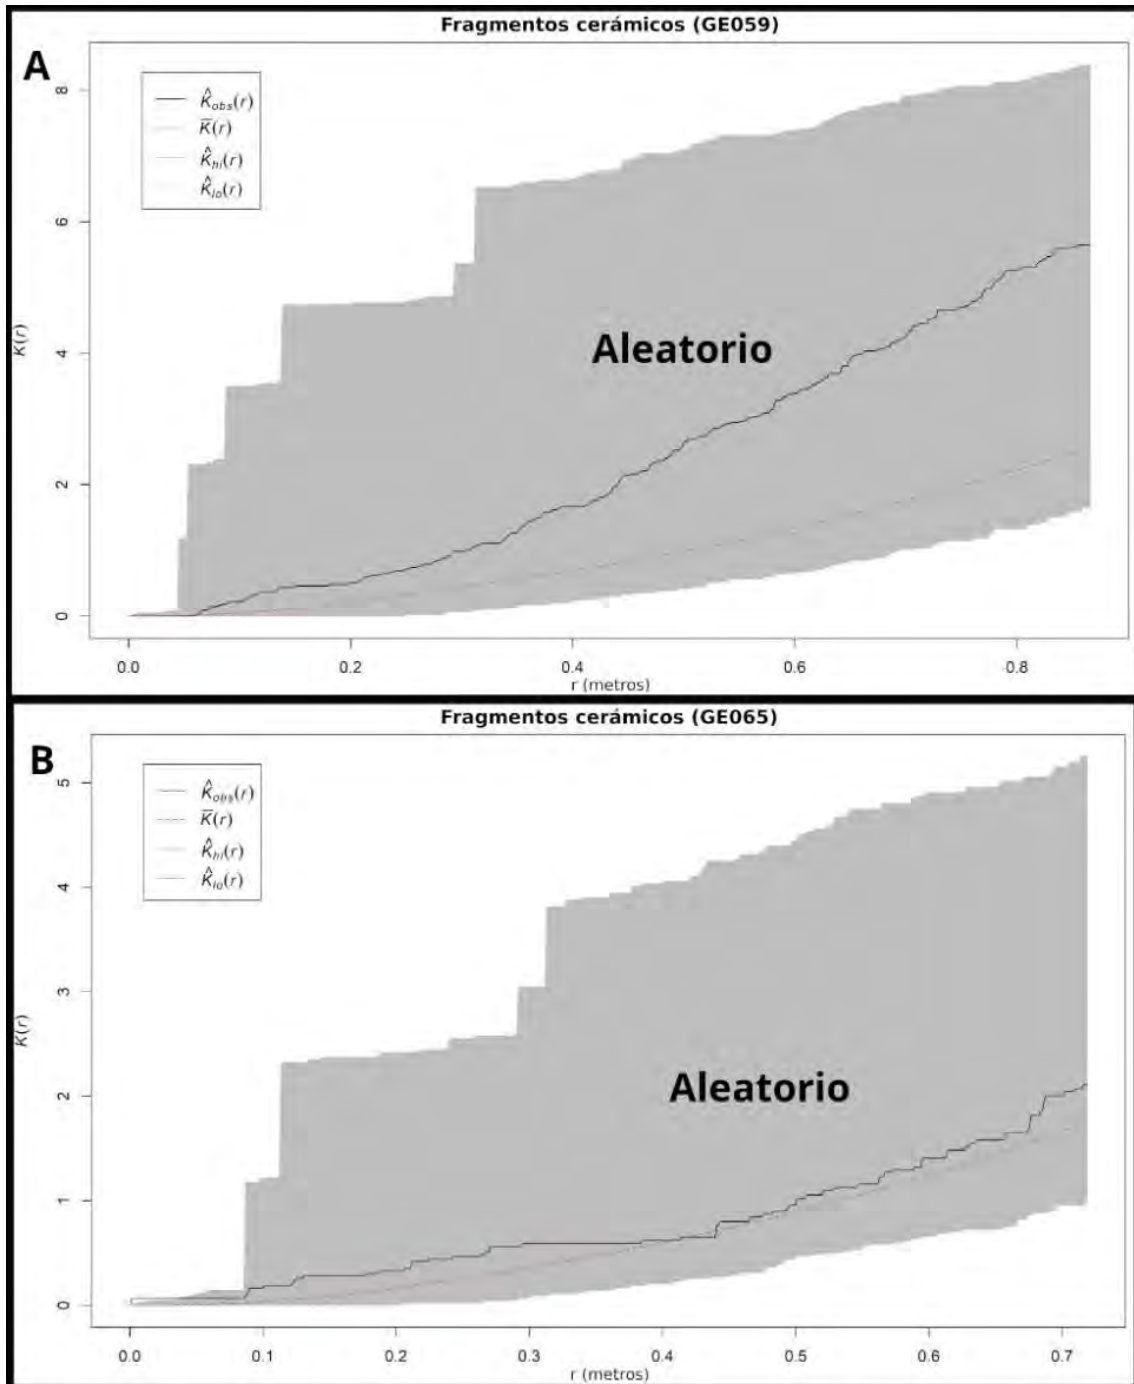 Fragmentos cerámicos (GE059)
A
K̂obs(r)
K̄(r)
K̂hi(r)
K̂lo(r)
8
6
4
2
0
K(r)
Aleatorio
0.0 0.2 0.4 0.6 0.8
r (metros)
Fragmentos cerámicos (GE065)
B
K̂obs(r)
K̄(r)
K̂hi(r)
K̂lo(r)
5
4
3
2
1
0
K(r)
Aleatorio
0.0 0.1 0.2 0.3 0.4 0.5 0.6 0.7
r (metros)